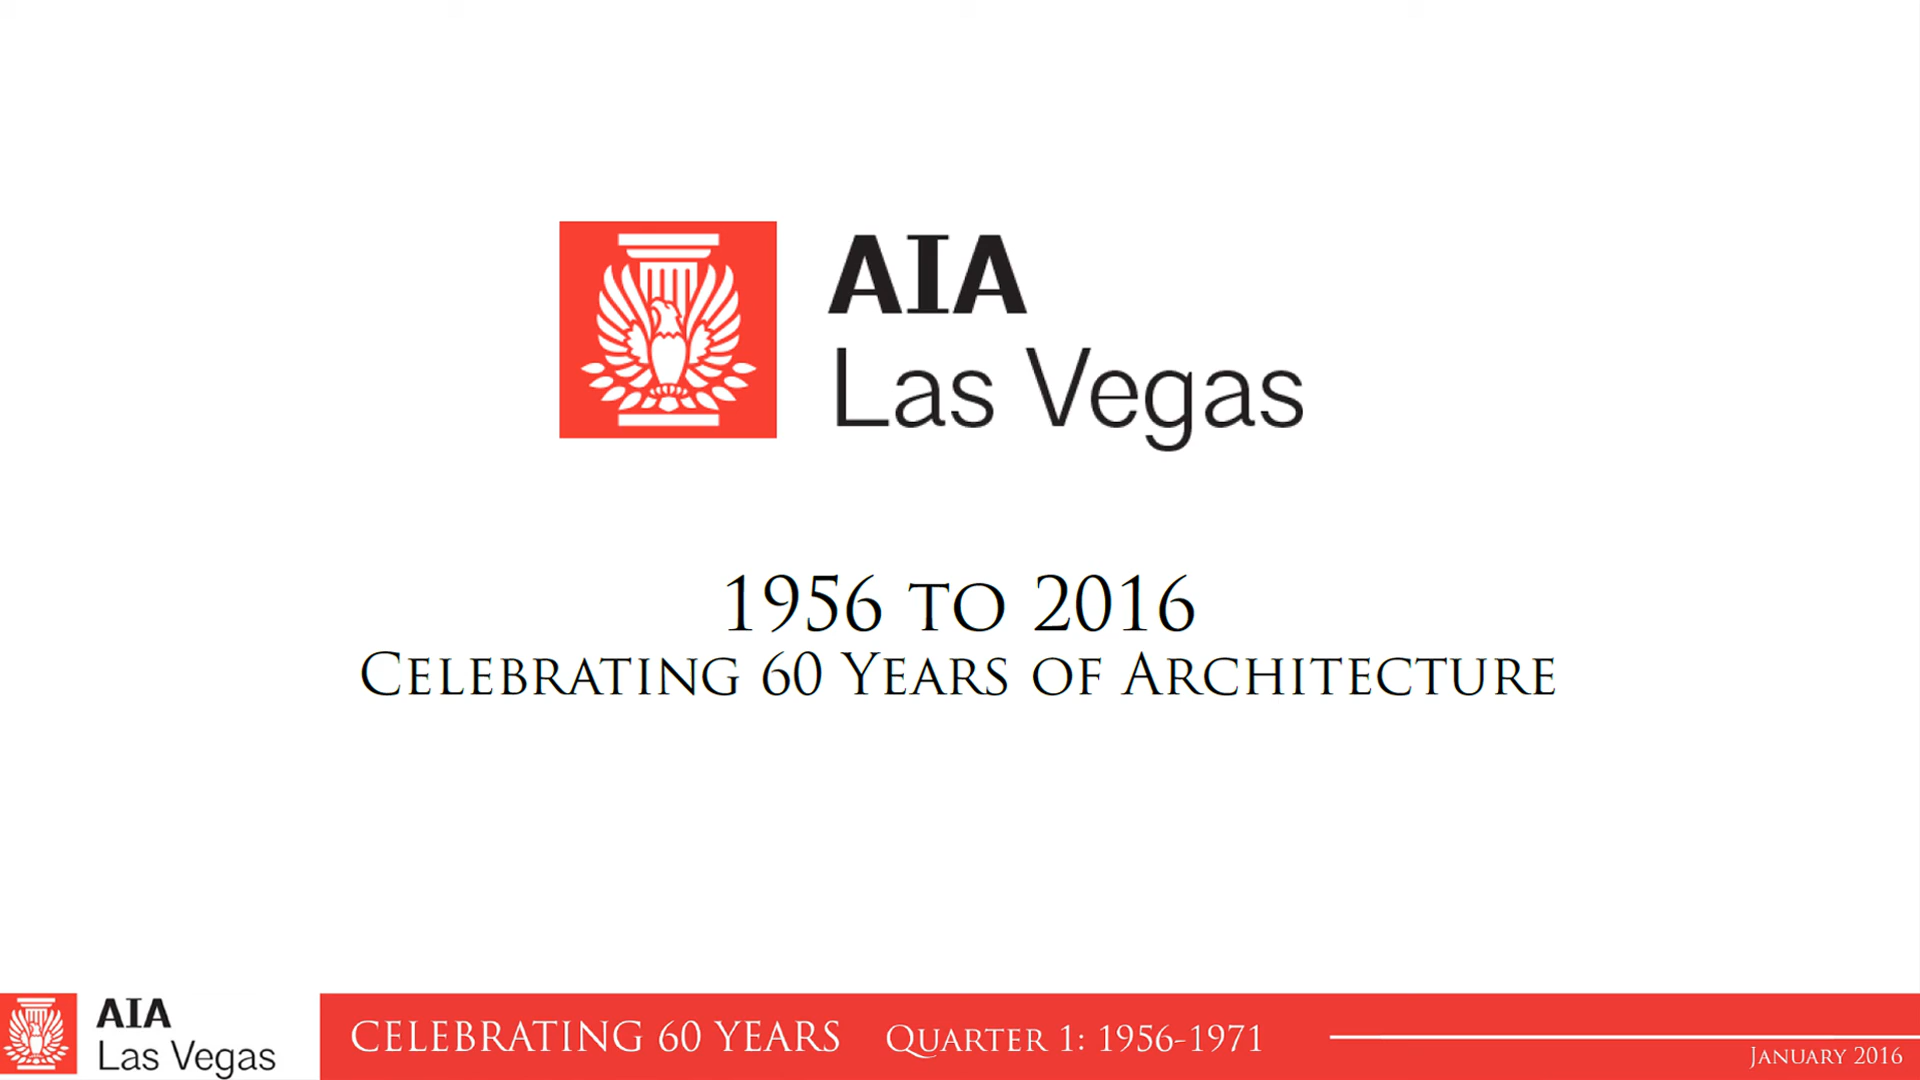 AIA
Las Vegas
1956 to 2016
Celebrating 60 Years of Architecture
AIA
Las Vegas
CELEBRATING 60 YEARS Quarter 1: 1956-1971
January 2016